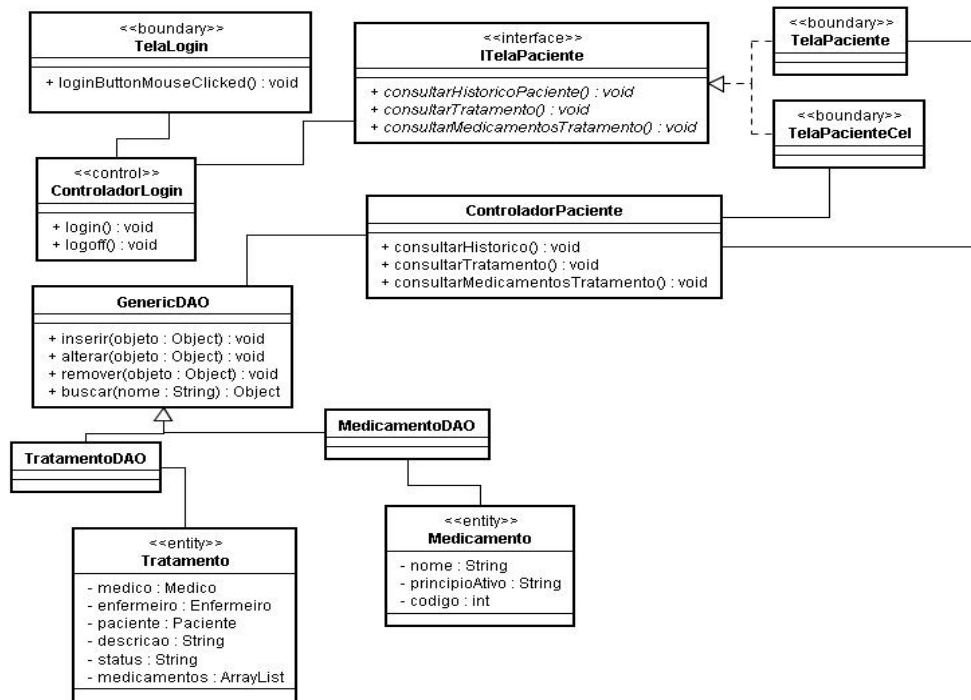 <<boundary>>
TelaLogin
+ loginButtonMouseClicked() : void
<<interface>>
ITelaPaciente
+ consultarHistoricoPaciente() : void
+ consultarTratamento() : void
+ consultarMedicamentosTratamento() : void
<<boundary>>
TelaPaciente
<<boundary>>
TelaPacienteCel
<<control>>
ControladorLogin
+ login() : void
+ logoff() : void
ControladorPaciente
+ consultarHistorico() : void
+ consultarTratamento() : void
+ consultarMedicamentosTratamento() : void
GenericDAO
+ inserir(objeto : Object) : void
+ alterar(objeto : Object) : void
+ remover(objeto : Object) : void
+ buscar(nome : String) : Object
MedicamentoDAO
TratamentoDAO
<<entity>>
Medicamento
- nome : String
- principioAtivo : String
- codigo : int
<<entity>>
Tratamento
- medico : Medico
- enfermeiro : Enfermeiro
- paciente : Paciente
- descricao : String
- status : String
- medicamentos : ArrayList